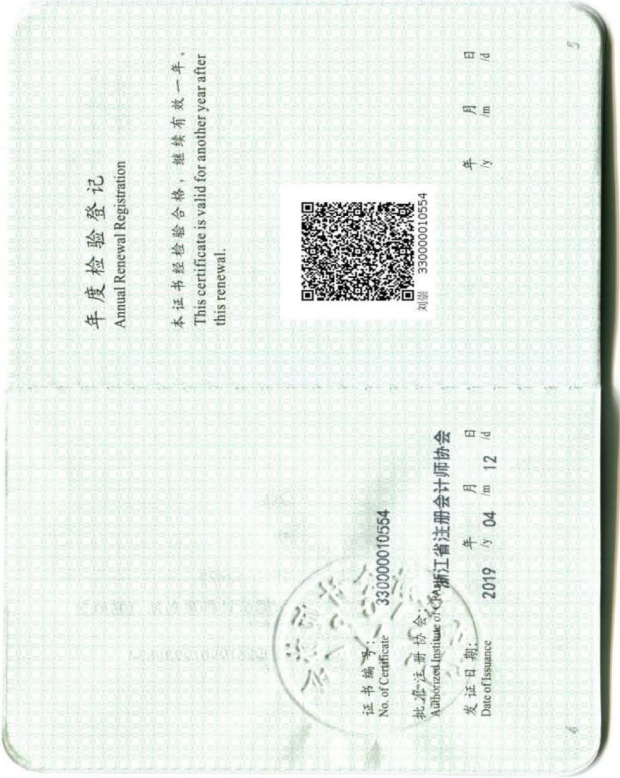 证书编号: 330000010554
No. of Certificate
批准注册协会: 浙江省注册会计师协会
Authorized Institute of CPAs
发证日期: 2019 年 04 月 12 日
Date of Issuance /y /m /d
年度检验登记
Annual Renewal Registration
本证书经检验合格，继续有效一年。
This certificate is valid for another year after
this renewal.
刘崇 330000010554
年 月 日
/y /m /d
5